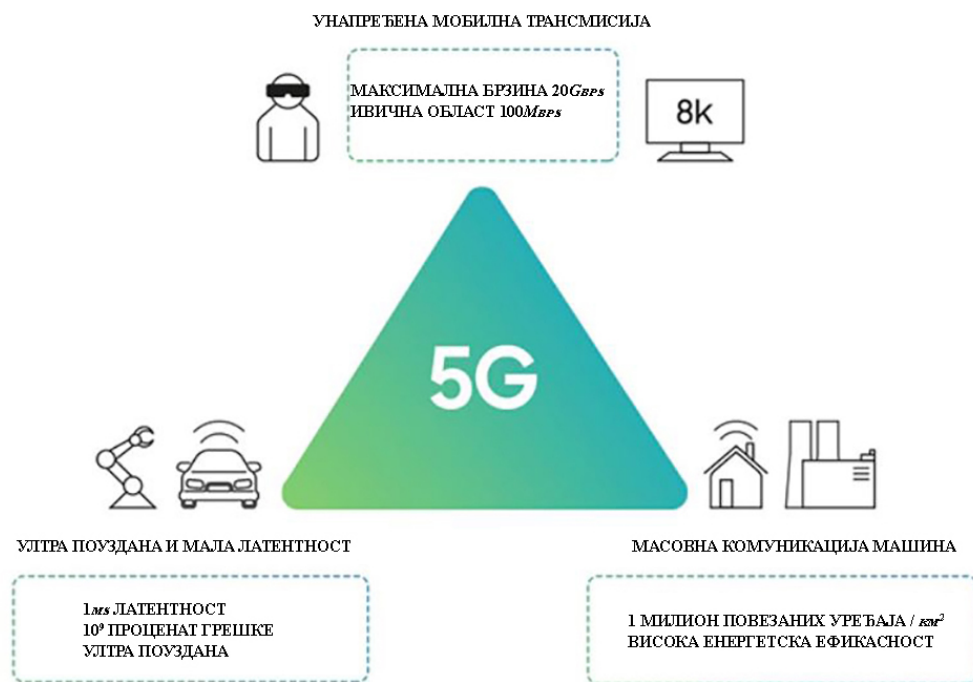 УНАПРЕЂЕНА МОБИЛНА ТРАНСМИСИЈА
МАКСИМАЛНА БРЗИНА 20GBPS
ИВИЧНА ОБЛАСТ 100MBPS
8k
5G
УЛТРА ПОУЗДАНА И МАЛА ЛАТЕНТНОСТ
МАСОВНА КОМУНИКАЦИЈА МАШИНА
1MS ЛАТЕНТНОСТ
10⁹ ПРОЦЕНАТ ГРЕШКЕ
УЛТРА ПОУЗДАНА
1 МИЛИОН ПОВЕЗАНИХ УРЕЂАЈА / KM²
ВИСОКА ЕНЕРГЕТСКА ЕФИКАСНОСТ